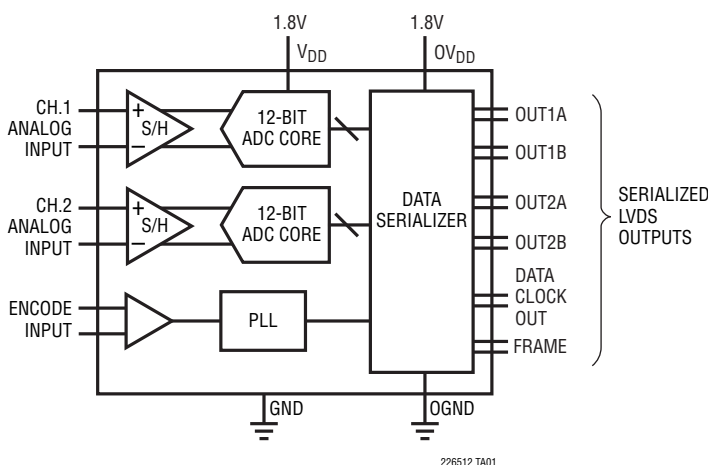 1.8V
1.8V
VDD
OVDD
CH.1
ANALOG
INPUT
+
S/H
−
12-BIT
ADC CORE
OUT1A
OUT1B
CH.2
ANALOG
INPUT
+
S/H
−
12-BIT
ADC CORE
DATA
SERIALIZER
OUT2A
OUT2B
SERIALIZED
LVDS
OUTPUTS
ENCODE
INPUT
PLL
DATA
CLOCK
OUT
FRAME
GND
OGND
226512 TA01